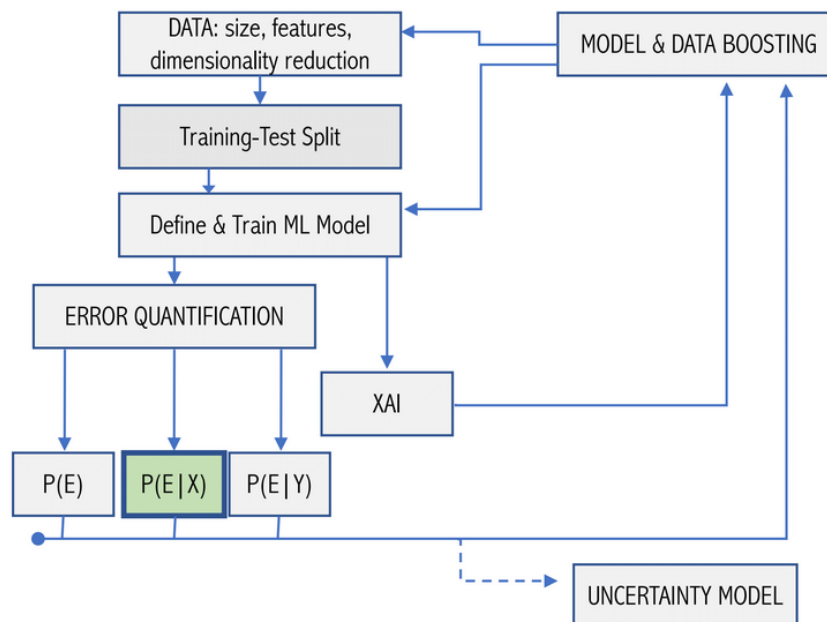 DATA: size, features,
dimensionality reduction
MODEL & DATA BOOSTING
Training-Test Split
Define & Train ML Model
ERROR QUANTIFICATION
XAI
P(E)
P(E|X)
P(E|Y)
UNCERTAINTY MODEL